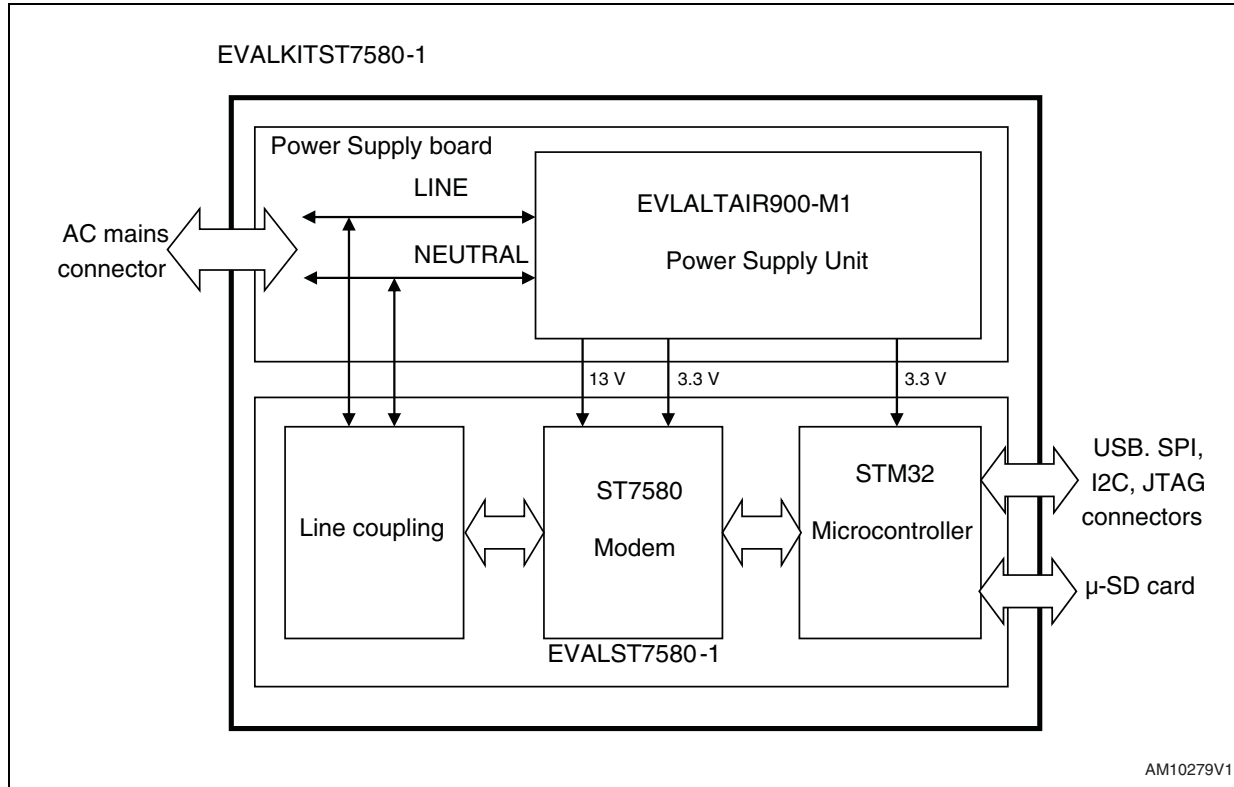 EVALKITST7580-1
Power Supply board
LINE
EVLALTAIR900-M1
AC mains
connector
NEUTRAL
Power Supply Unit
13 V
3.3 V
3.3 V
Line coupling
ST7580
Modem
STM32
Microcontroller
USB. SPI,
I2C, JTAG
connectors
µ-SD card
EVALST7580-1
AM10279V1